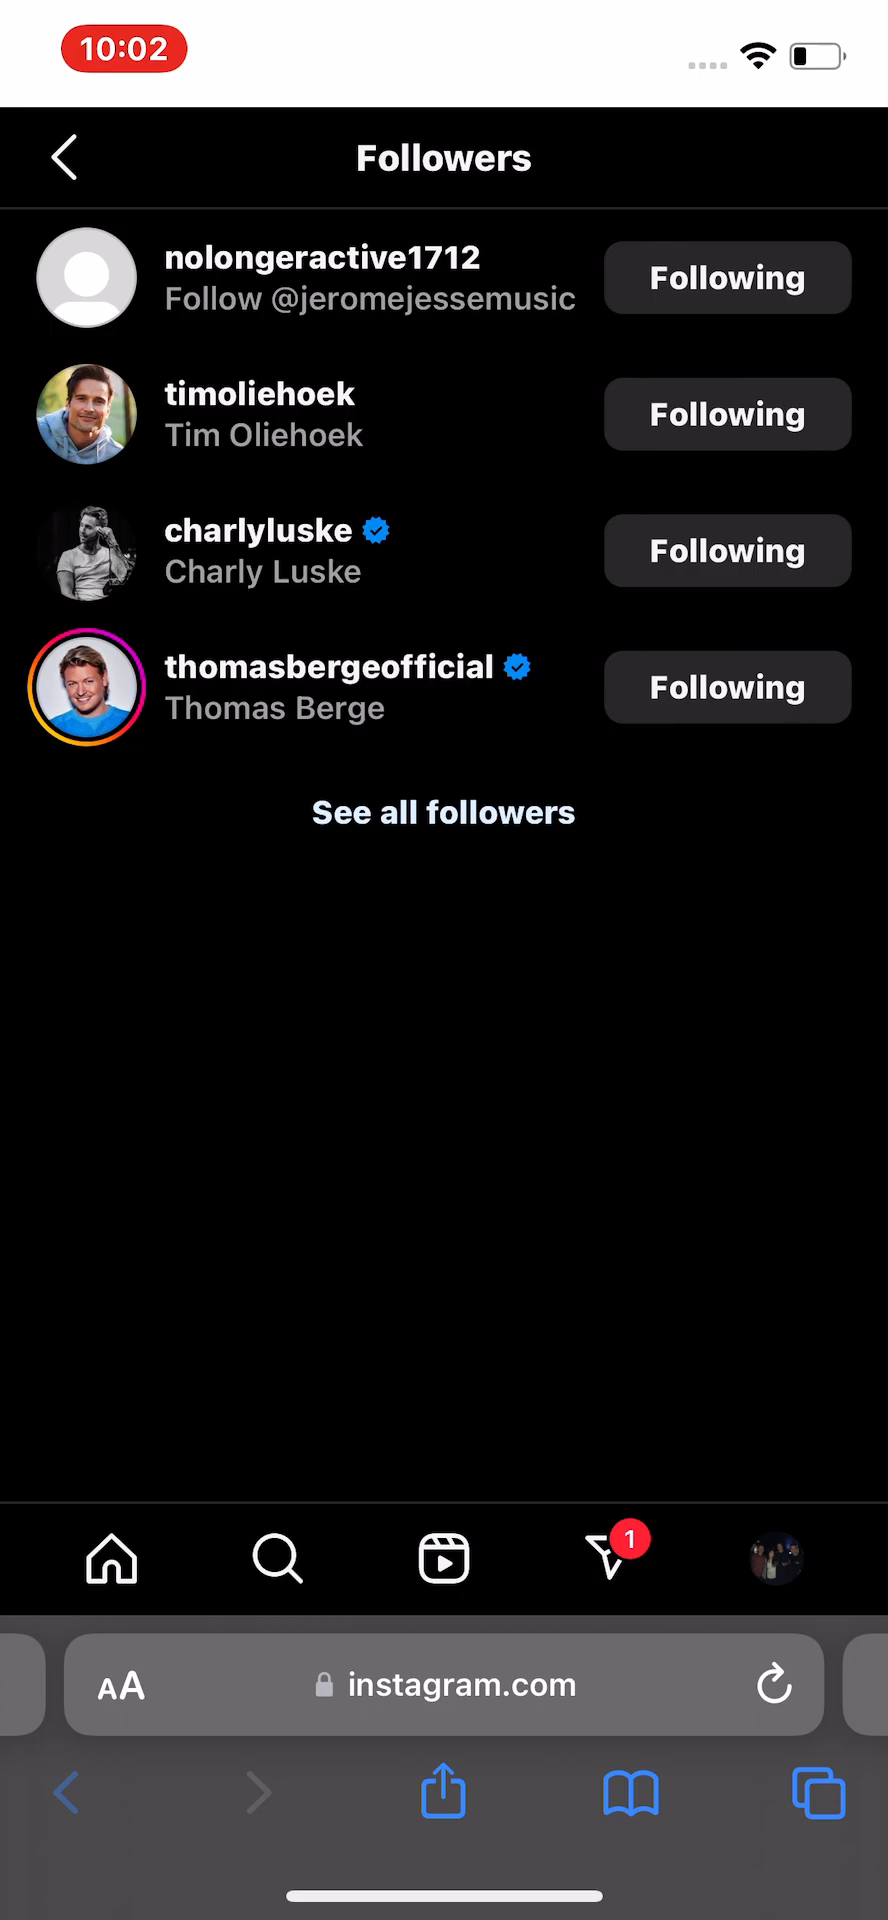 10:02
Followers
nolongeractive1712
Follow @jeromejessemusic
Following
timoliehoek
Tim Oliehoek
Following
charlyluske
Charly Luske
Following
thomasbergeofficial
Thomas Berge
Following
See all followers
1
AA
instagram.com